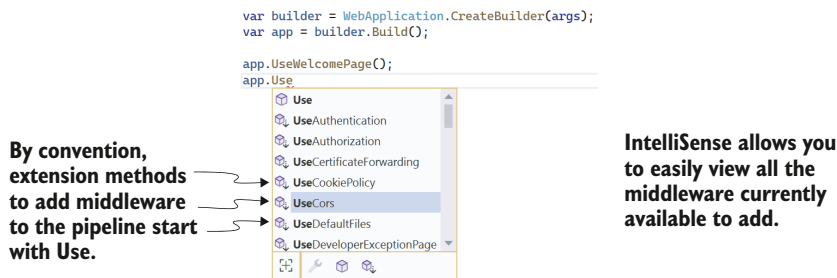 var builder = WebApplication.CreateBuilder(args);
var app = builder.Build();
app.UseWelcomePage();
app.Use
Use
UseAuthentication
UseAuthorization
UseCertificateForwarding
UseCookiePolicy
UseCors
UseDefaultFiles
UseDeveloperExceptionPage
By convention,
extension methods
to add middleware
to the pipeline start
with Use.
IntelliSense allows you
to easily view all the
middleware currently
available to add.